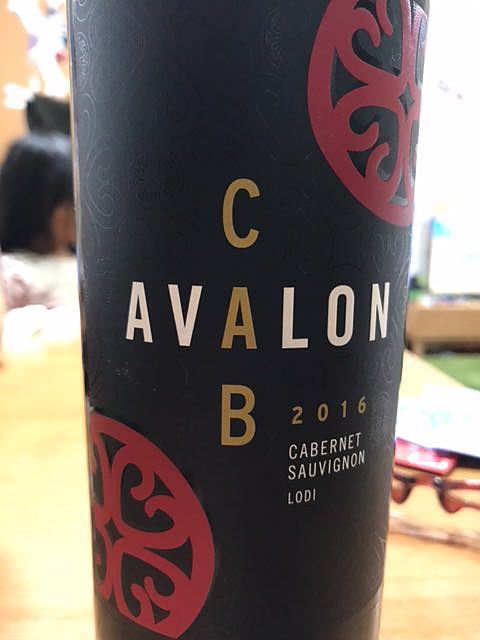 C
AVALON
B
2016
CABERNET
SAUVIGNON
LODI